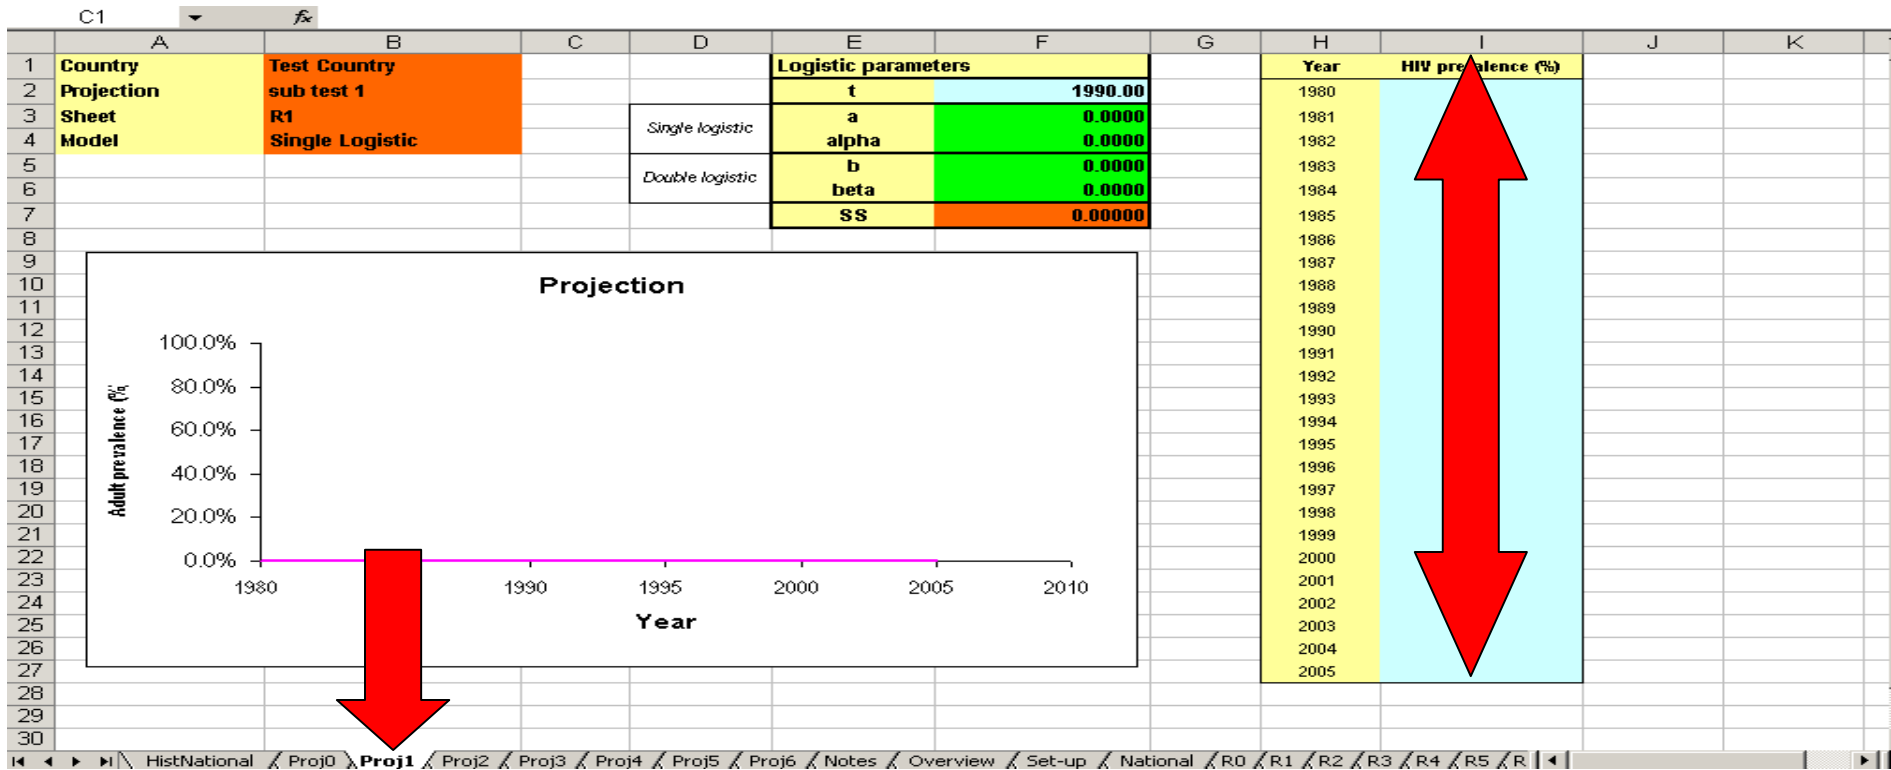 C1 fx
A B C D E F G H I J K
1 Country Test Country Logistic parameters Year HIV prevalence (%)
2 Projection sub test 1 t 1990.00 1980
3 Sheet R1 Single logistic a 0.0000 1981
4 Model Single Logistic alpha 0.0000 1982
5 Double logistic b 0.0000 1983
6 beta 0.0000 1984
7 SS 0.00000 1985
8 1986
9 1987
10 Projection 1988
11 1989
12 100.0% 1990
13 1991
14 80.0% 1992
15 Adult prevalence (% 1993
16 60.0% 1994
17 1995
18 40.0% 1996
19 1997
20 20.0% 1998
21 1999
22 0.0% 2000
23 1980 1990 1995 2000 2005 2010 2001
24 2002
25 Year 2003
26 2004
27 2005
28
29
30
HistNational Proj0 Proj1 Proj2 Proj3 Proj4 Proj5 Proj6 Notes Overview Set-up National R0 R1 R2 R3 R4 R5 R